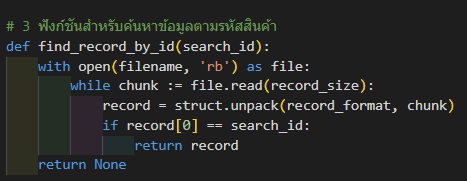 # 3 ฟังก์ชันสำหรับค้นหาข้อมูลตามรหัสสินค้า
def find_record_by_id(search_id):
    with open(filename, 'rb') as file:
        while chunk := file.read(record_size):
            record = struct.unpack(record_format, chunk)
            if record[0] == search_id:
                return record
    return None